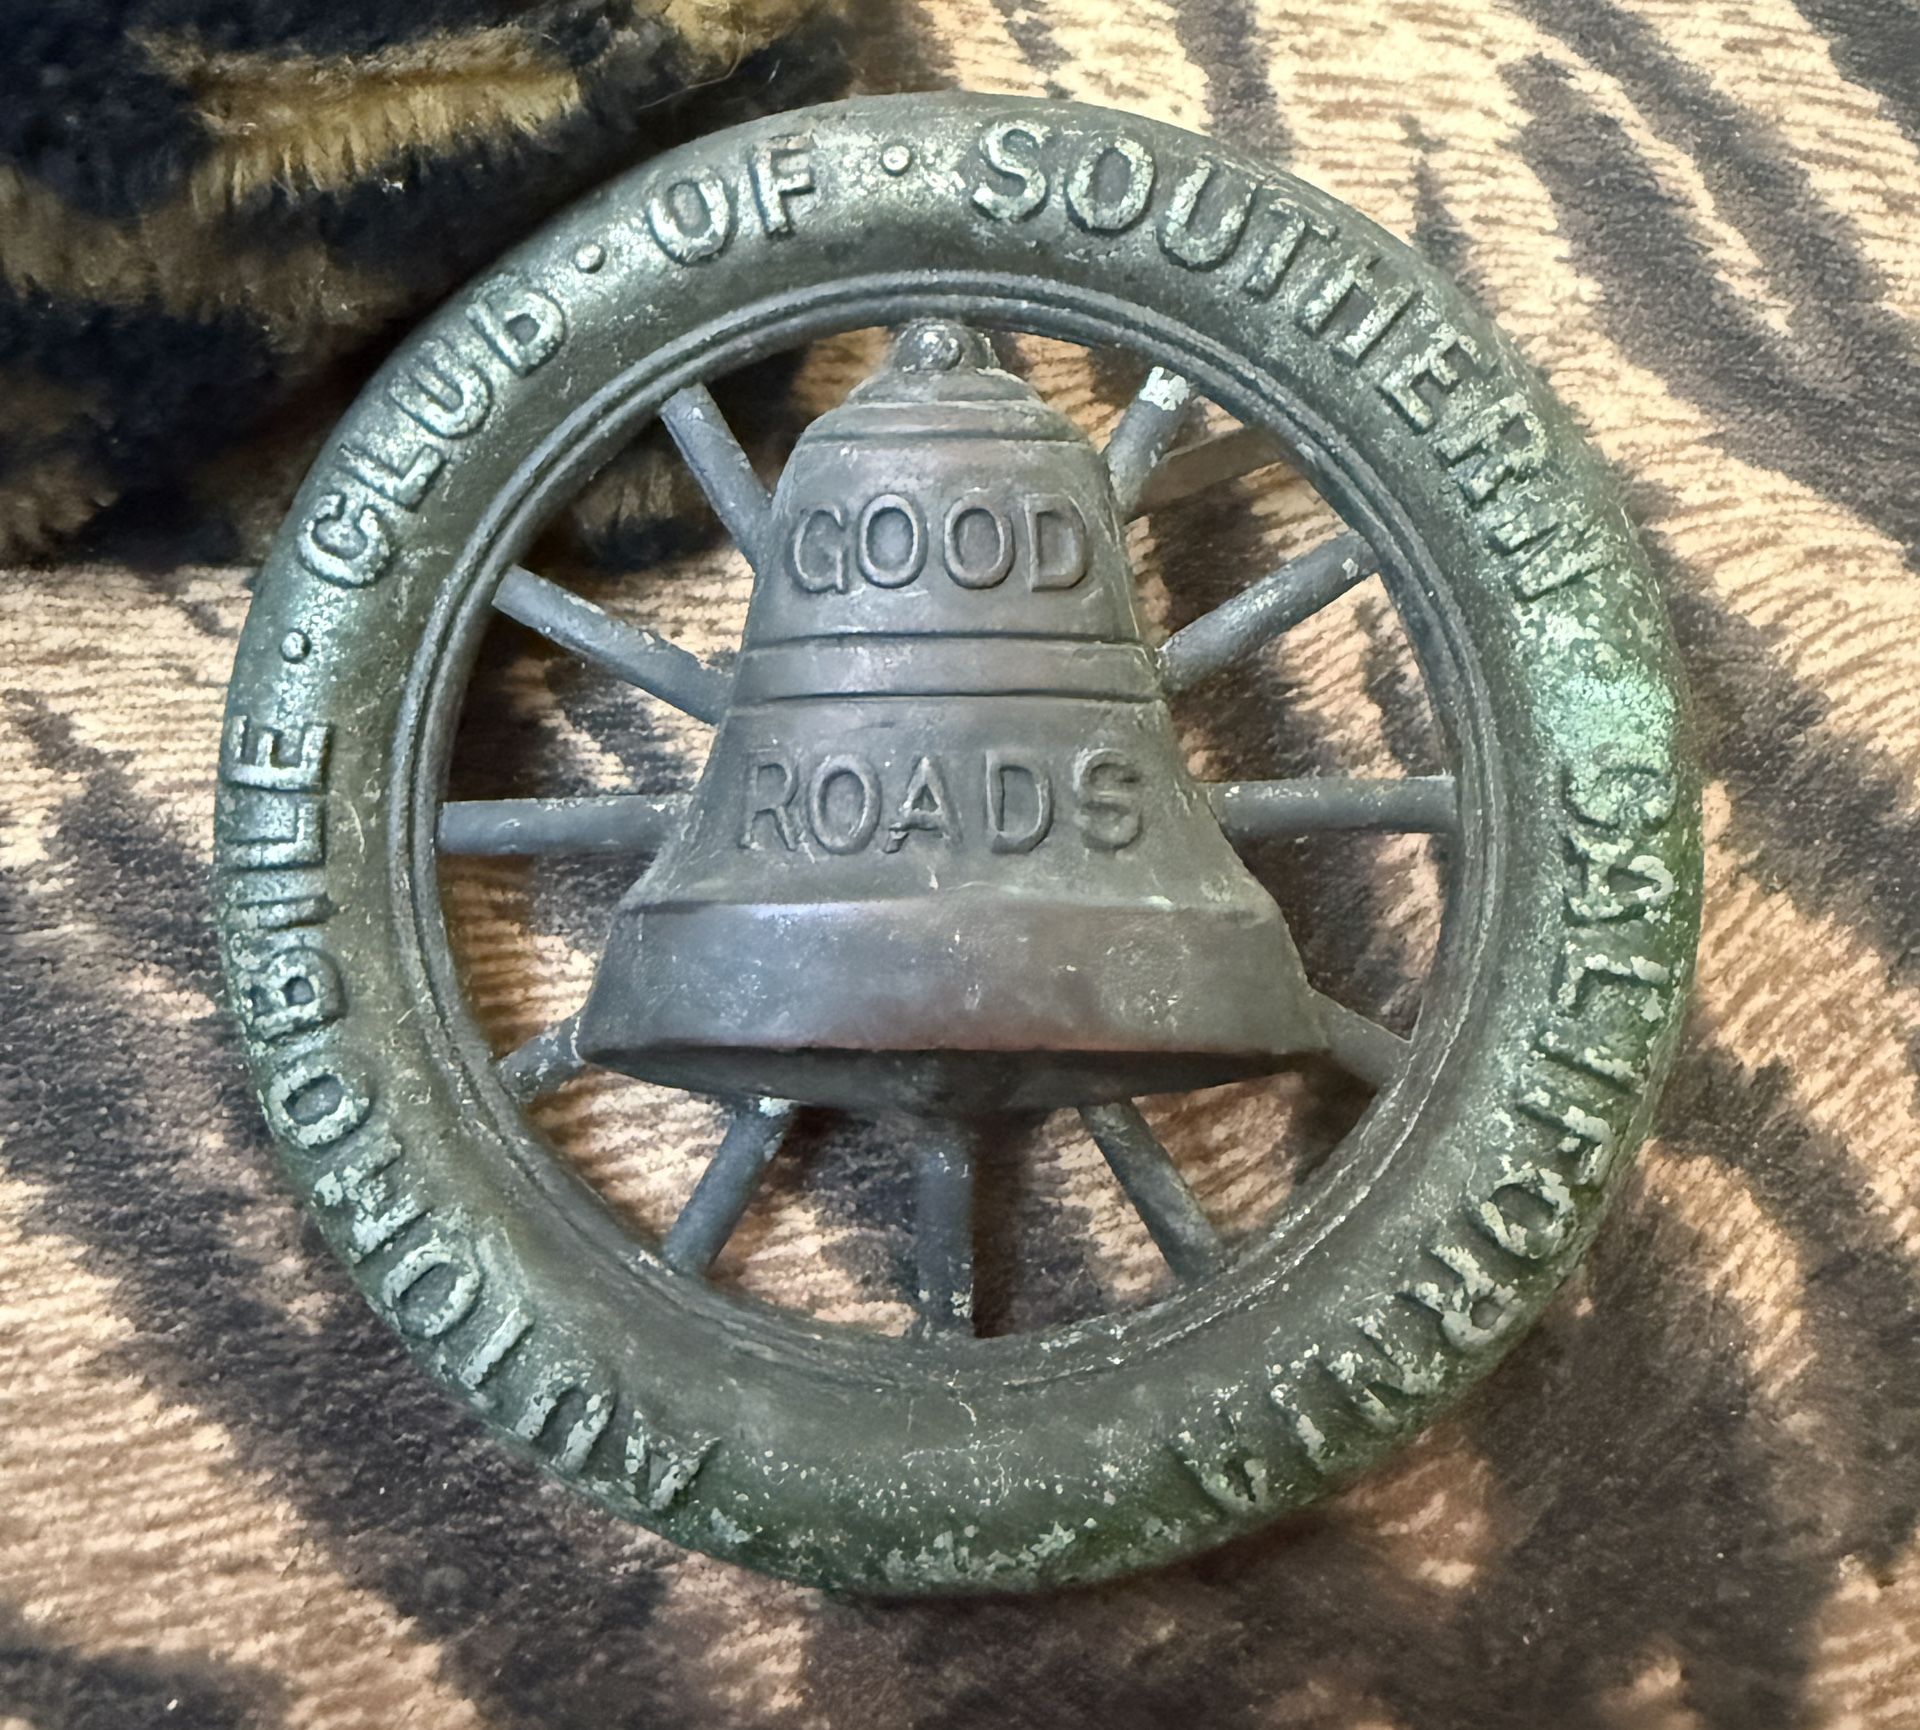 AUTOMOBILE · CLUB · OF · SOUTHERN CALIFORNIA
GOOD
ROADS